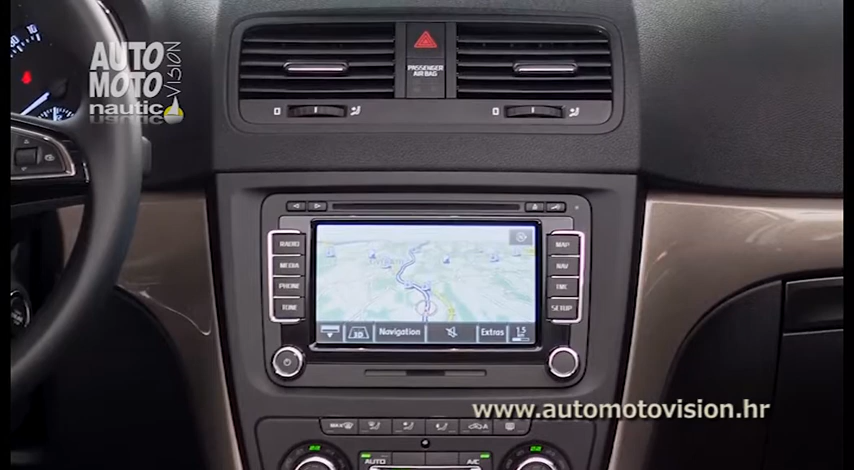 AUTO
MOTO
VISION
nautic
PASSENGER
AIR BAG
RADIO
MEDIA
PHONE
TONE
MAP
NAV
SETUP
3D
Navigation
Extras
1.5
www.automotovision.hr
MAX
AUTO
A/C